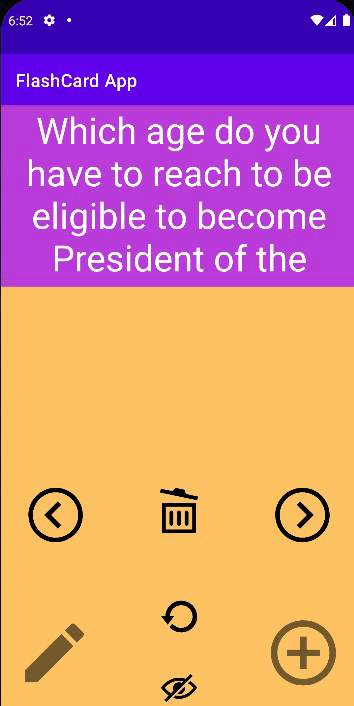 6:52
FlashCard App
Which age do you
have to reach to be
eligible to become
President of the